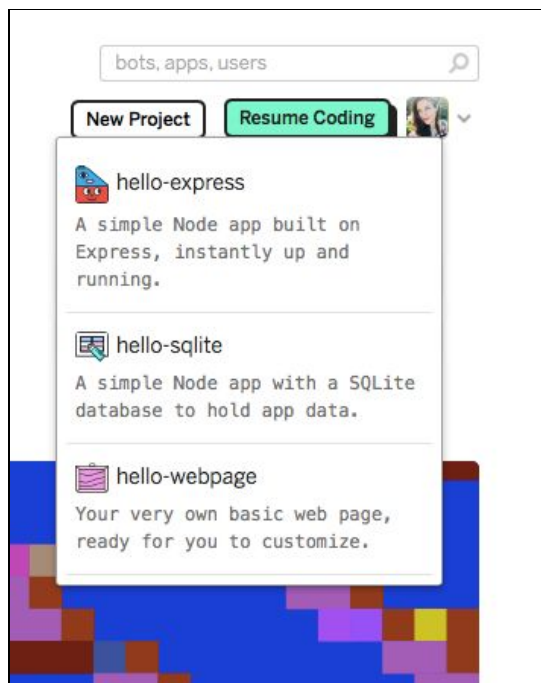 bots, apps, users
New Project
Resume Coding
hello-express
A simple Node app built on
Express, instantly up and
running.
hello-sqlite
A simple Node app with a SQLite
database to hold app data.
hello-webpage
Your very own basic web page,
ready for you to customize.